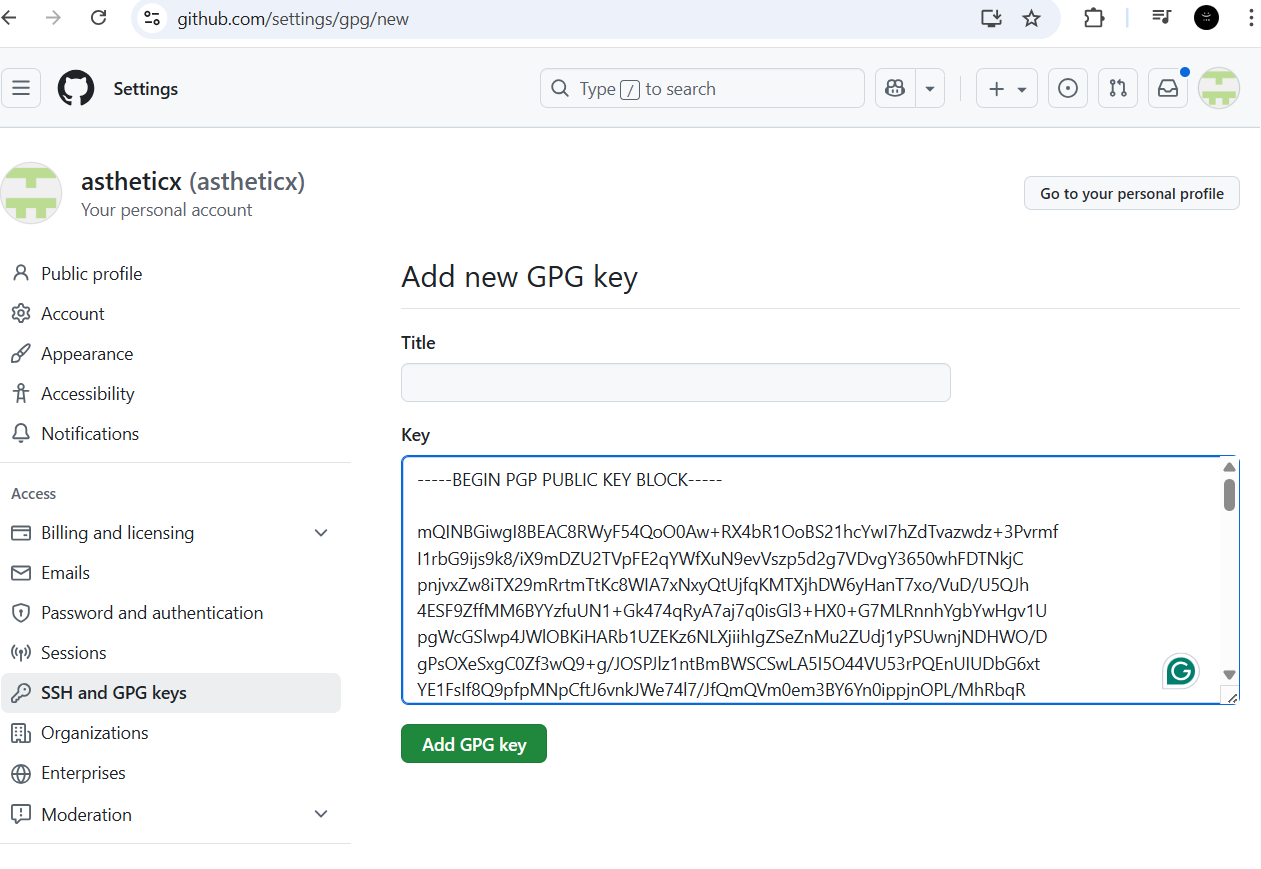 github.com/settings/gpg/new
Settings
Type / to search
astheticx (astheticx)
Your personal account
Go to your personal profile
Public profile
Account
Appearance
Accessibility
Notifications
Access
Billing and licensing
Emails
Password and authentication
Sessions
SSH and GPG keys
Organizations
Enterprises
Moderation
Add new GPG key
Title
Key
-----BEGIN PGP PUBLIC KEY BLOCK-----
mQINBGiwgI8BEAC8RWyF54QoO0Aw+RX4bR1OoBS21hcYwI7hZdTvazwdz+3Pvrmf
I1rbG9ijs9k8/iX9mDZU2TVpFE2qYWfXuN9evVszp5d2g7VDvgY3650whFDTNkjC
pnjvxZw8iTX29mRrtmTtKc8WIA7xNxyQtUjfqKMTXjhDW6yHanT7xo/VuD/U5QJh
4ESF9ZffMM6BYYzfuUN1+Gk474qRyA7aj7q0isGl3+HX0+G7MLRnnhYgbYwHgv1U
pgWcGSlwp4JWlOBKiHARb1UZEKz6NLXjiihIgZSeZnMu2ZUdj1yPSUwnjNDHWO/D
gPsOXeSxgC0Zf3wQ9+g/JOSPJlz1ntBmBWSCSwLA5I5O44VU53rPQEnUIUDbG6xt
YE1FsIf8Q9pfpMNpCftJ6vnkJWe74l7/JfQmQVm0em3BY6Yn0ippjnOPL/MhRbqR
Add GPG key